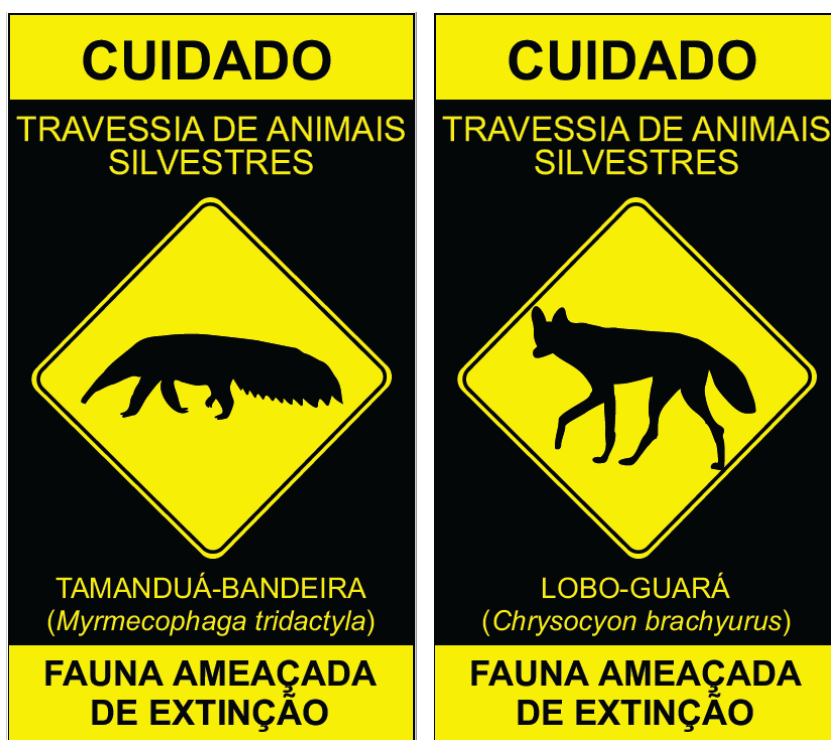 CUIDADO
TRAVESSIA DE ANIMAIS
SILVESTRES
TAMANDUÁ-BANDEIRA
(Myrmecophaga tridactyla)
FAUNA AMEAÇADA
DE EXTINÇÃO
CUIDADO
TRAVESSIA DE ANIMAIS
SILVESTRES
LOBO-GUARÁ
(Chrysocyon brachyurus)
FAUNA AMEAÇADA
DE EXTINÇÃO